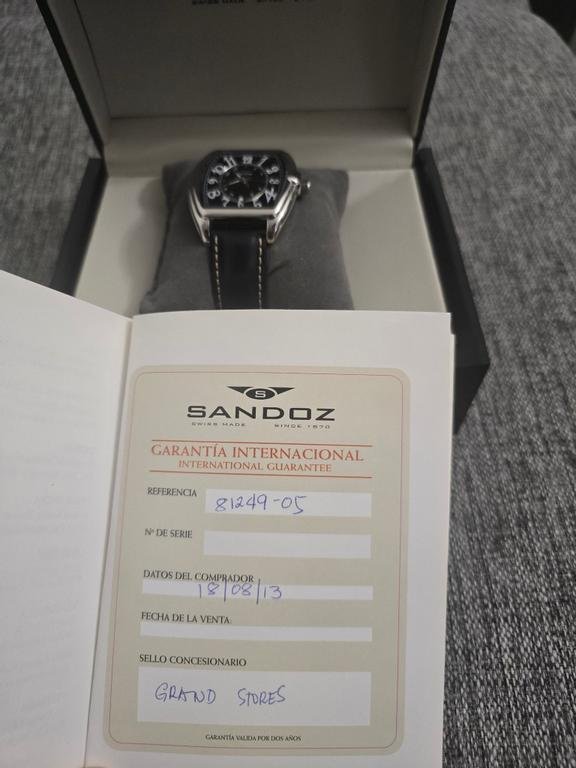 S
SANDOZ
SWISS MADE SINCE 1870
GARANTÍA INTERNACIONAL
INTERNATIONAL GUARANTEE
REFERENCIA 81249-05
Nº DE SERIE
DATOS DEL COMPRADOR
18/08/13
FECHA DE LA VENTA:
SELLO CONCESIONARIO
GRAND STORES
GARANTÍA VALIDA POR DOS AÑOS